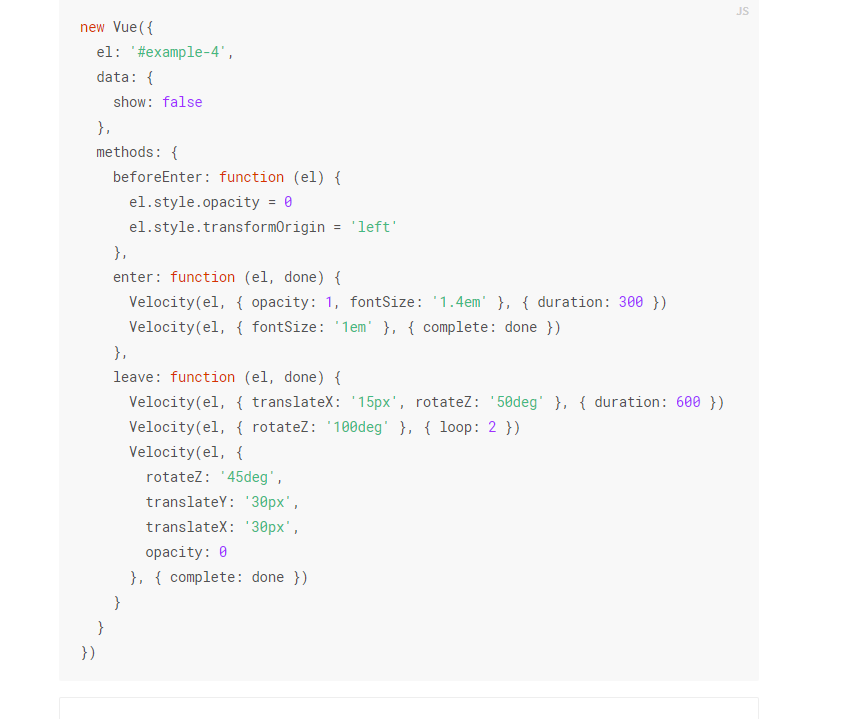 JS
new Vue({
  el: '#example-4',
  data: {
    show: false
  },
  methods: {
    beforeEnter: function (el) {
      el.style.opacity = 0
      el.style.transformOrigin = 'left'
    },
    enter: function (el, done) {
      Velocity(el, { opacity: 1, fontSize: '1.4em' }, { duration: 300 })
      Velocity(el, { fontSize: '1em' }, { complete: done })
    },
    leave: function (el, done) {
      Velocity(el, { translateX: '15px', rotateZ: '50deg' }, { duration: 600 })
      Velocity(el, { rotateZ: '100deg' }, { loop: 2 })
      Velocity(el, {
        rotateZ: '45deg',
        translateY: '30px',
        translateX: '30px',
        opacity: 0
      }, { complete: done })
    }
  }
})